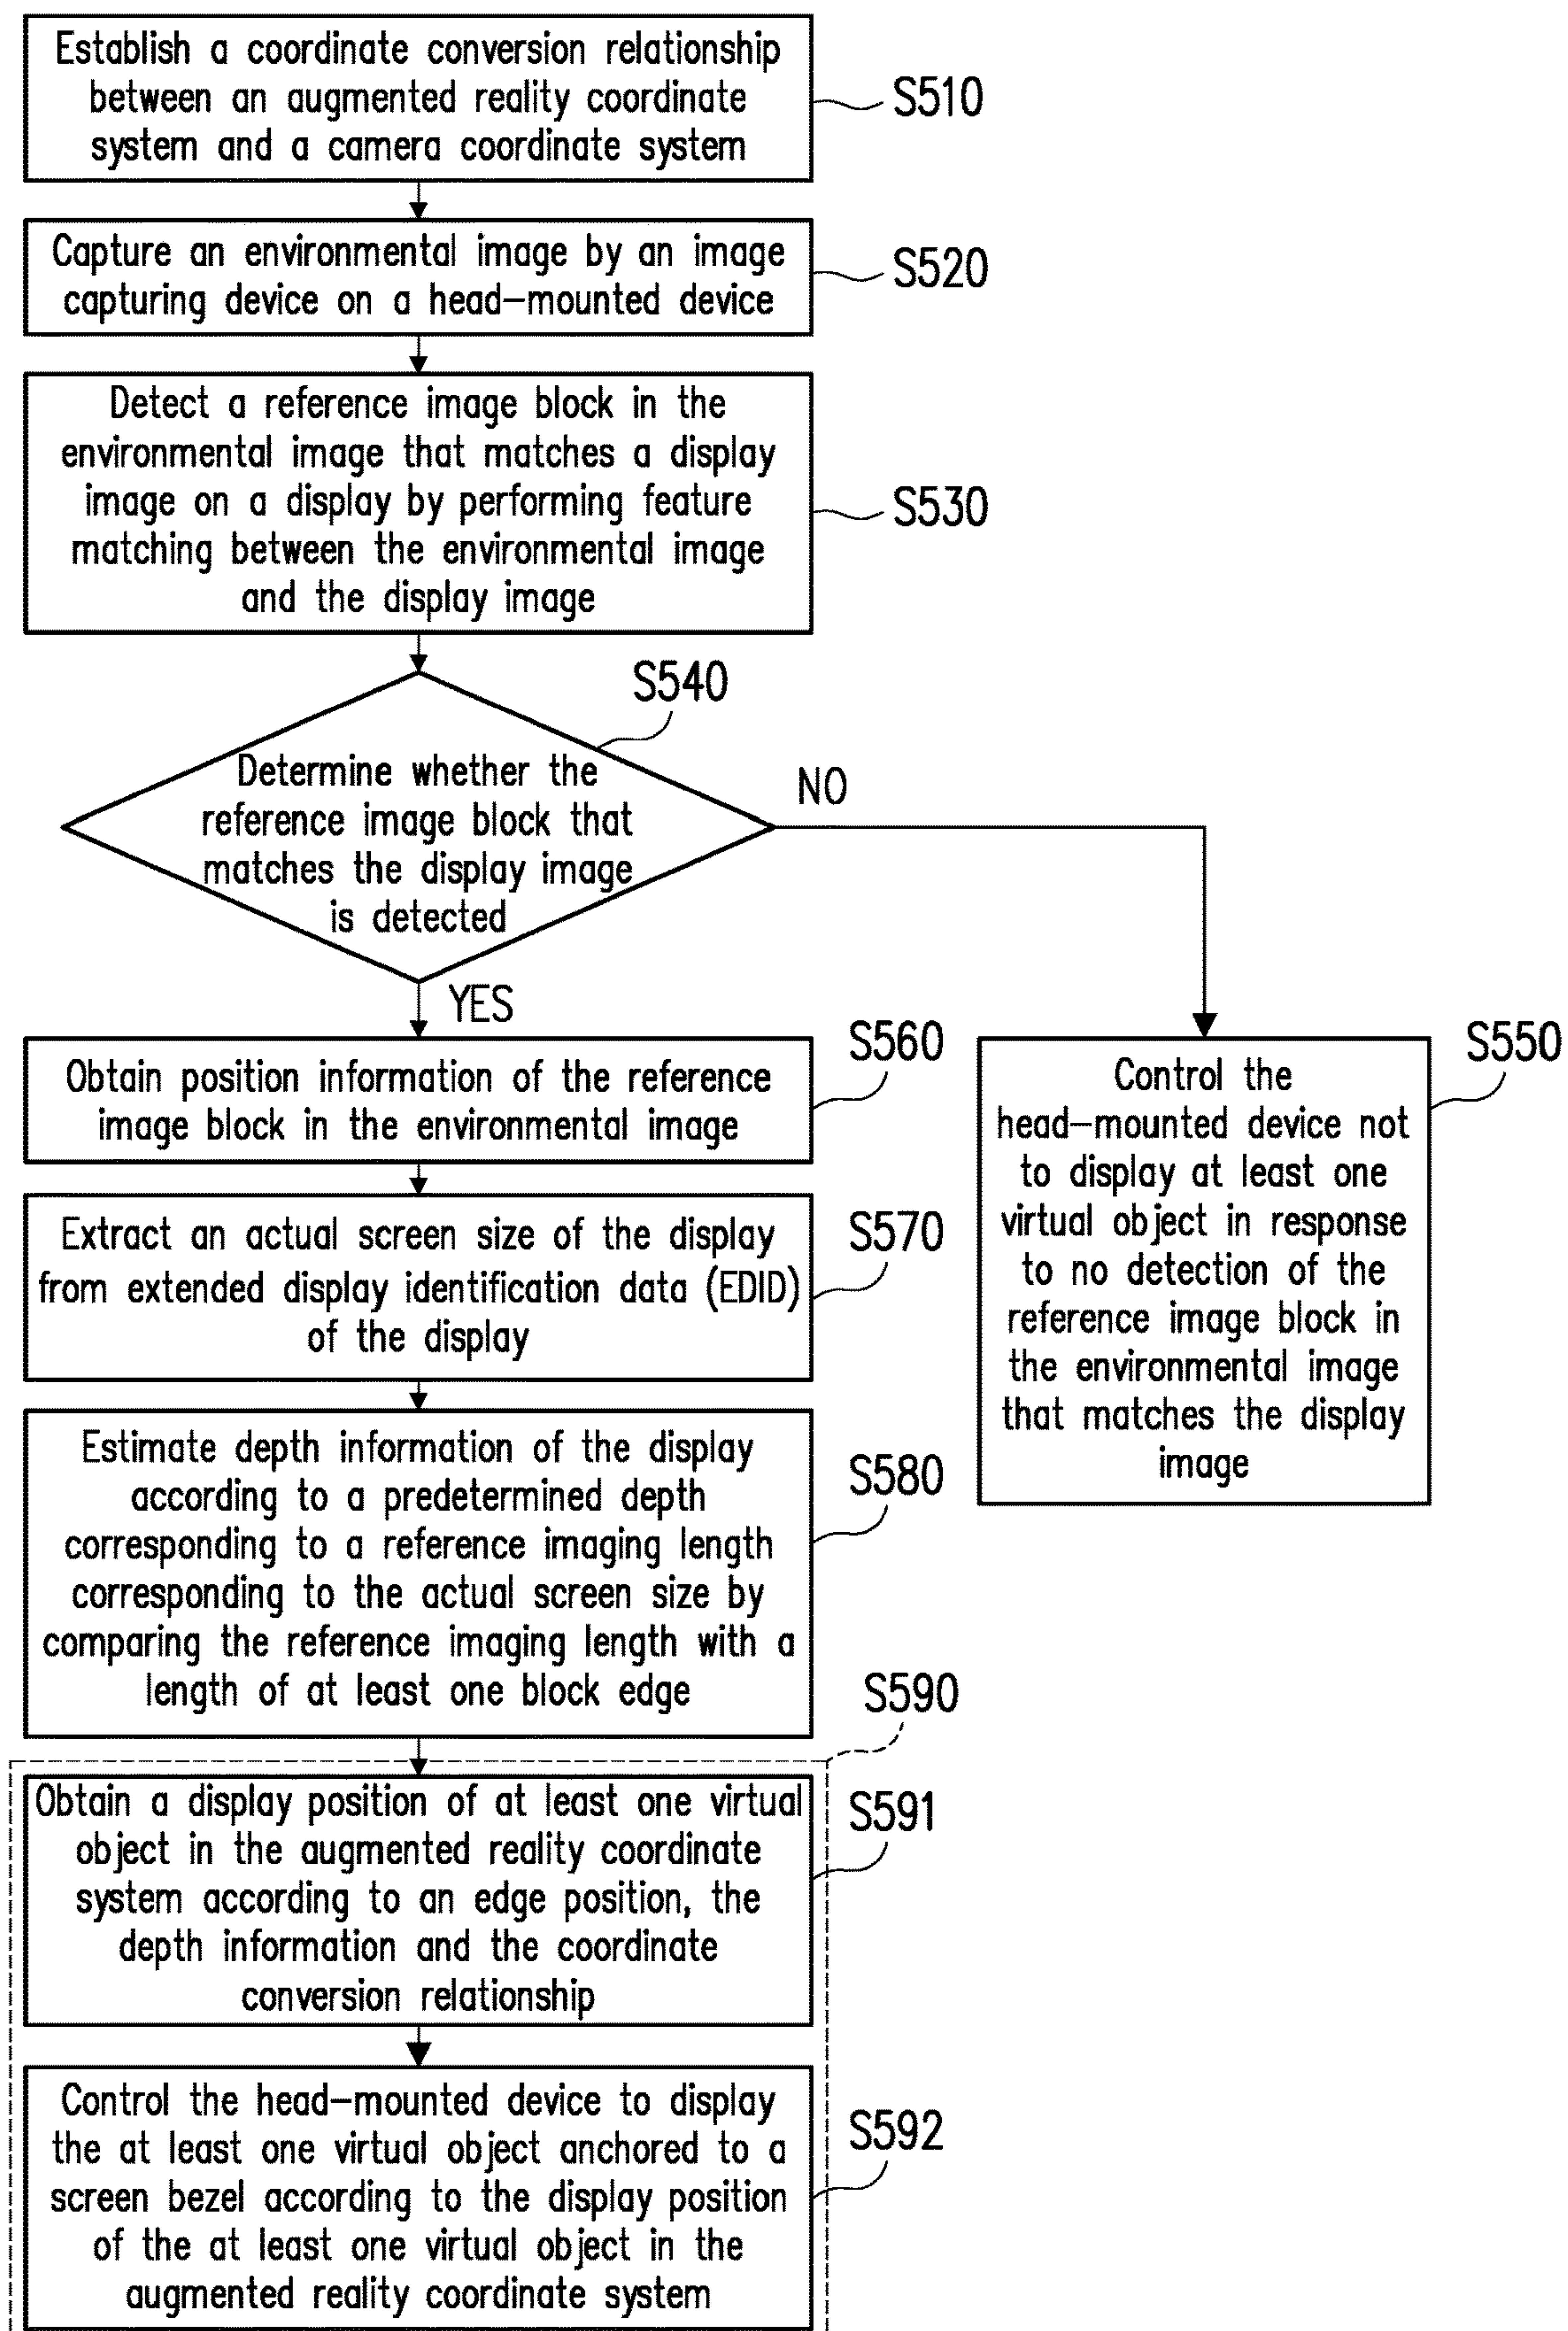 Establish a coordinate conversion relationship
between an augmented reality coordinate
system and a camera coordinate system
S510
Capture an environmental image by an image
capturing device on a head-mounted device
S520
Detect a reference image block in the
environmental image that matches a display
image on a display by performing feature
matching between the environmental image
and the display image
S530
S540
Determine whether the
reference image block that
matches the display image
is detected
NO
YES
Obtain position information of the reference
image block in the environmental image
S560
Control the
head-mounted device not
to display at least one
virtual object in response
to no detection of the
reference image block in
the environmental image
that matches the display
image
S550
Extract an actual screen size of the display
from extended display identification data (EDID)
of the display
S570
Estimate depth information of the display
according to a predetermined depth
corresponding to a reference imaging length
corresponding to the actual screen size by
comparing the reference imaging length with a
length of at least one block edge
S580
S590
Obtain a display position of at least one virtual
object in the augmented reality coordinate
system according to an edge position, the
depth information and the coordinate
conversion relationship
S591
Control the head-mounted device to display
the at least one virtual object anchored to a
screen bezel according to the display position
of the at least one virtual object in the
augmented reality coordinate system
S592